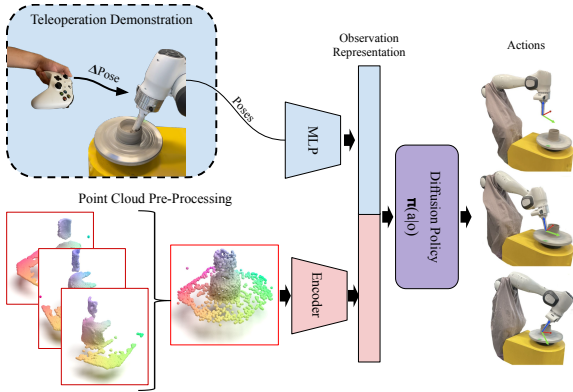 Teleoperation Demonstration
ΔPose
Poses
MLP
Observation
Representation
Actions
Diffusion Policy
π(a|o)
Point Cloud Pre-Processing
Encoder